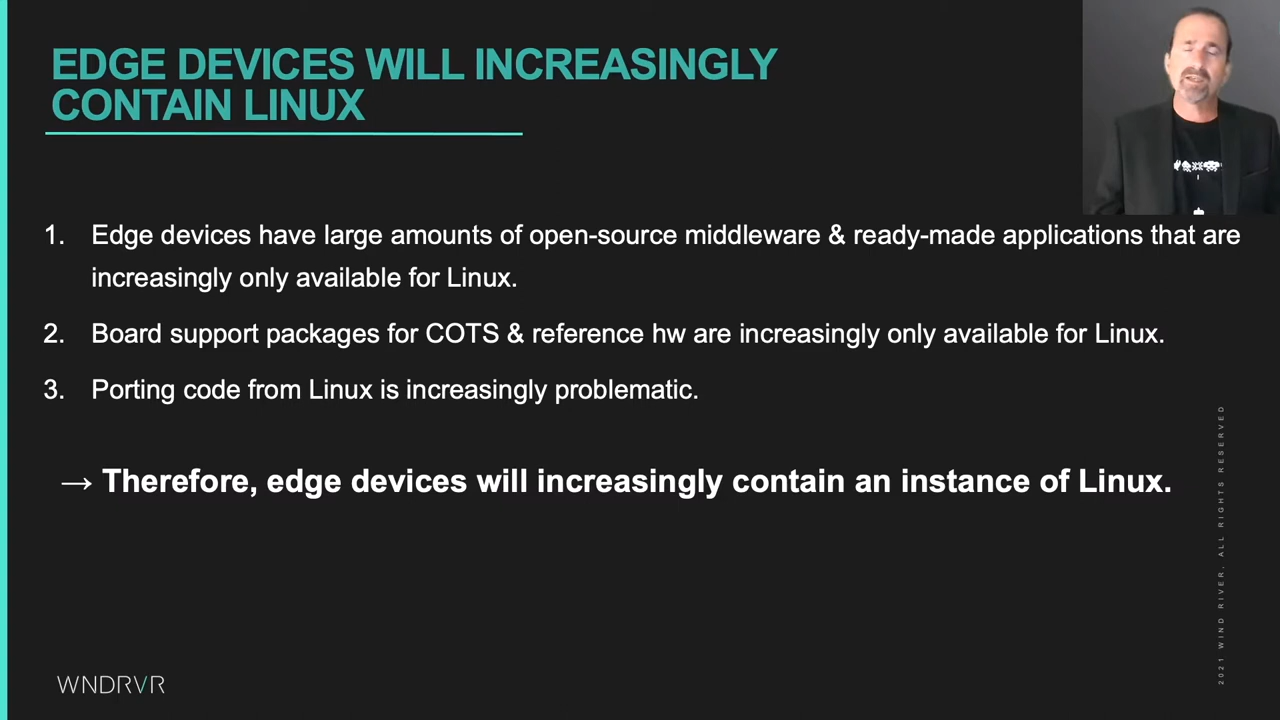 EDGE DEVICES WILL INCREASINGLY
CONTAIN LINUX
1. Edge devices have large amounts of open-source middleware & ready-made applications that are
increasingly only available for Linux.
2. Board support packages for COTS & reference hw are increasingly only available for Linux.
3. Porting code from Linux is increasingly problematic.
→ Therefore, edge devices will increasingly contain an instance of Linux.
2021 WIND RIVER, ALL RIGHTS RESERVED
WNDRVR